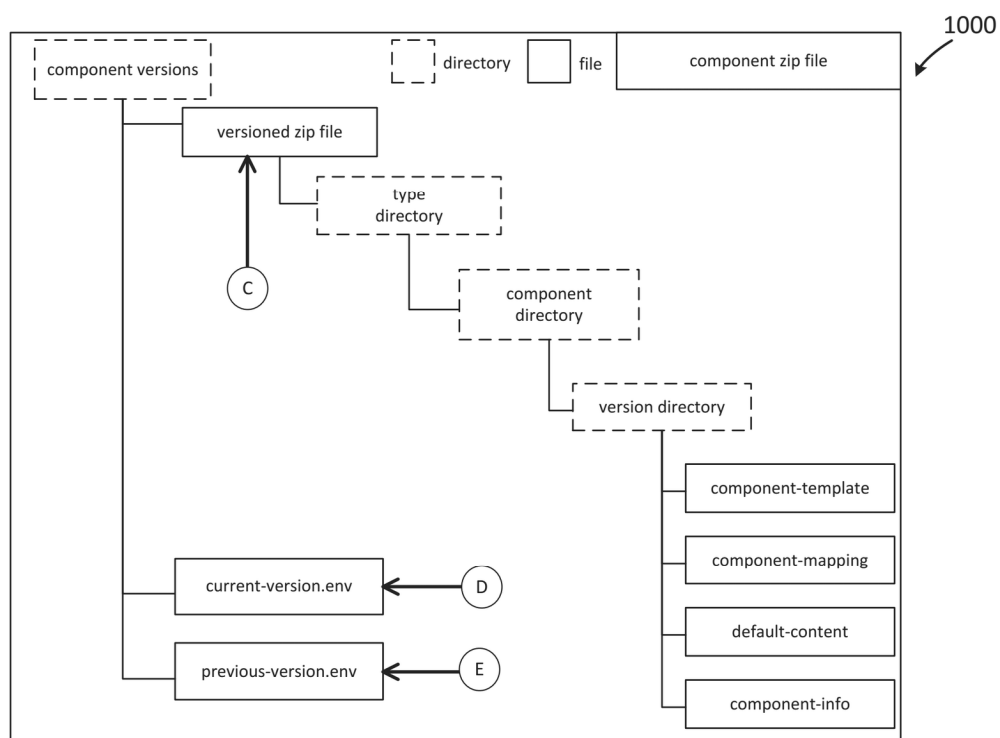 1000
component versions
directory
file
component zip file
versioned zip file
type
directory
C
component
directory
version directory
component-template
component-mapping
current-version.env
D
default-content
previous-version.env
E
component-info